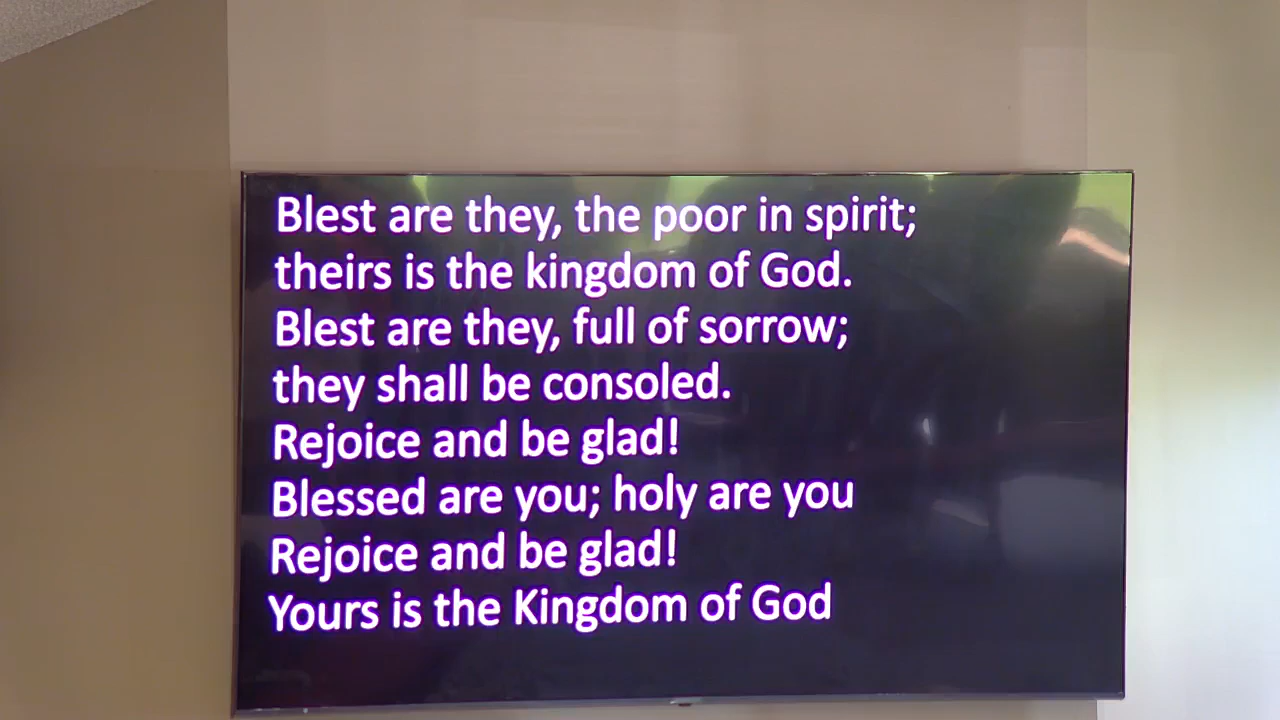 Blest are they, the poor in spirit;
theirs is the kingdom of God.
Blest are they, full of sorrow;
they shall be consoled.
Rejoice and be glad!
Blessed are you; holy are you
Rejoice and be glad!
Yours is the Kingdom of God